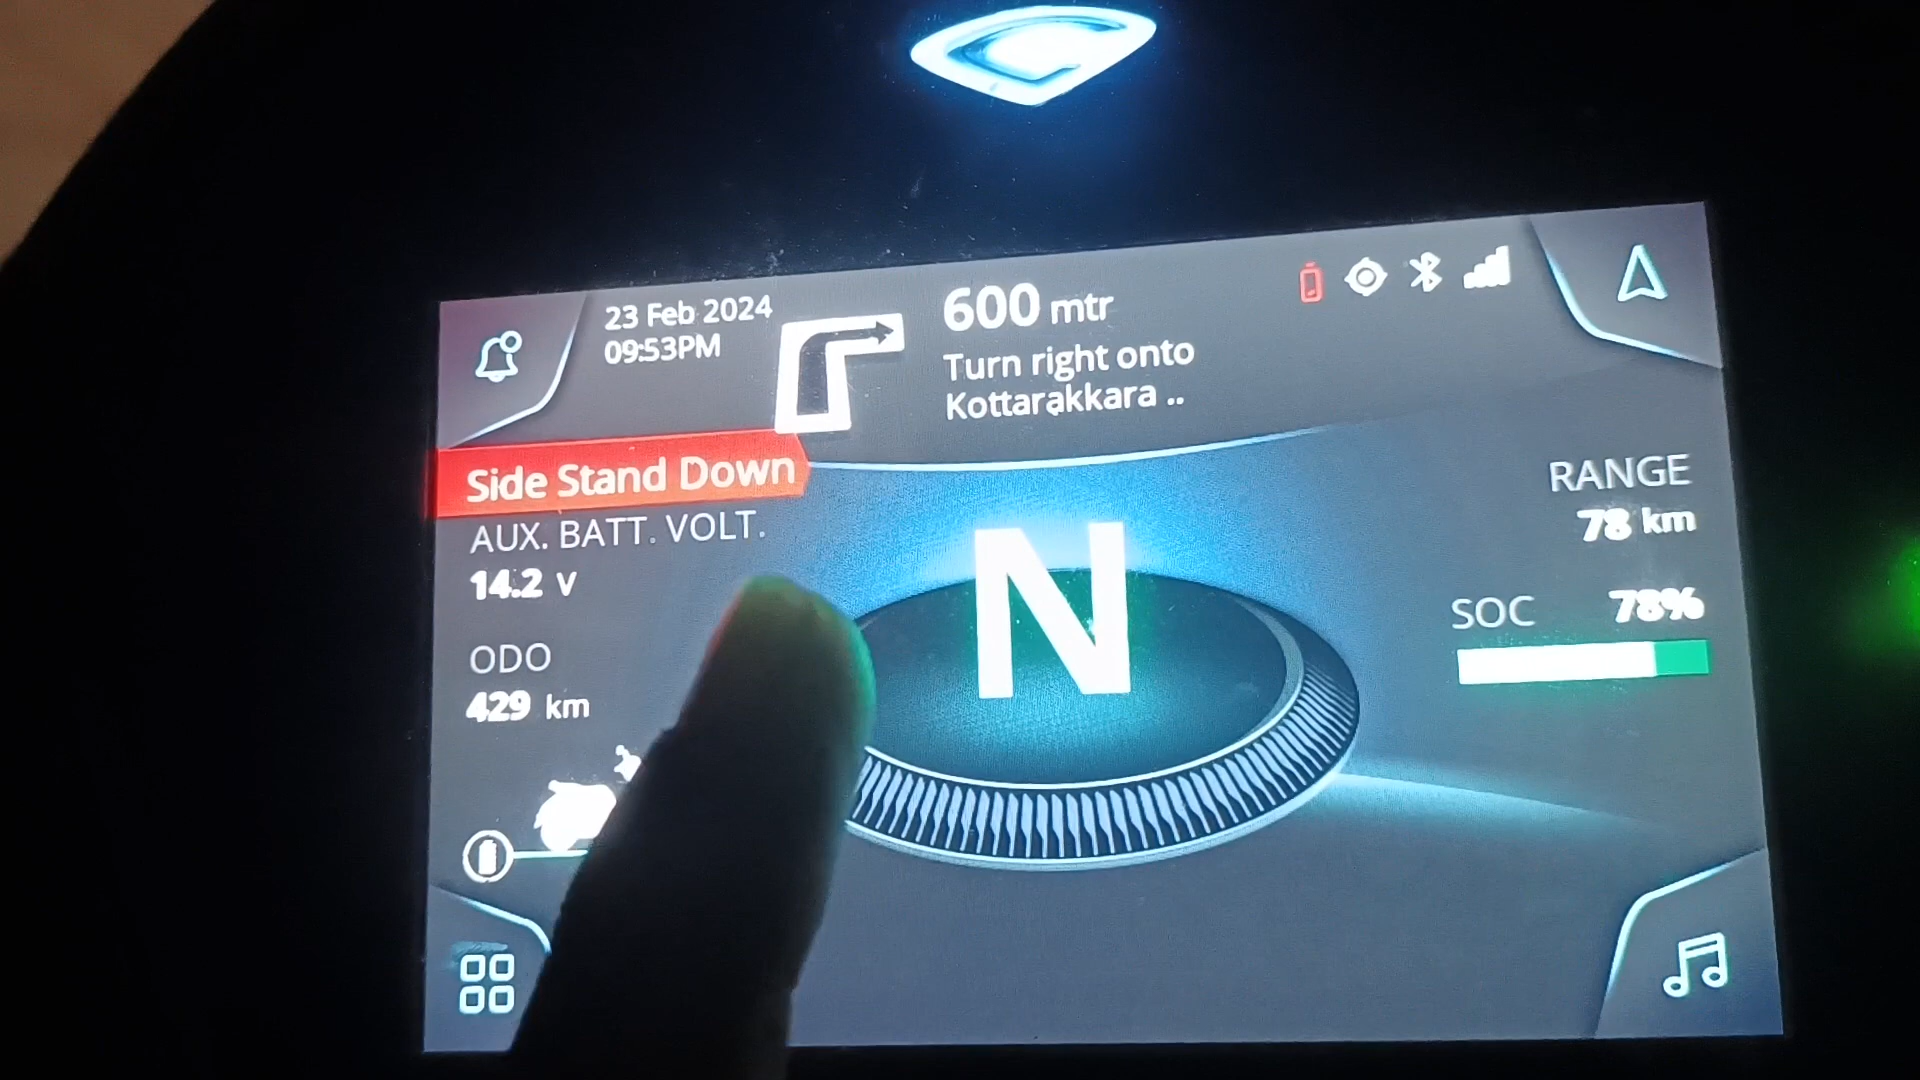 23 Feb 2024
09:53PM
600 mtr
Turn right onto
Kottarakkara ..
Side Stand Down
AUX. BATT. VOLT.
14.2 V
ODO
429 km
N
RANGE
78 km
SOC 78%